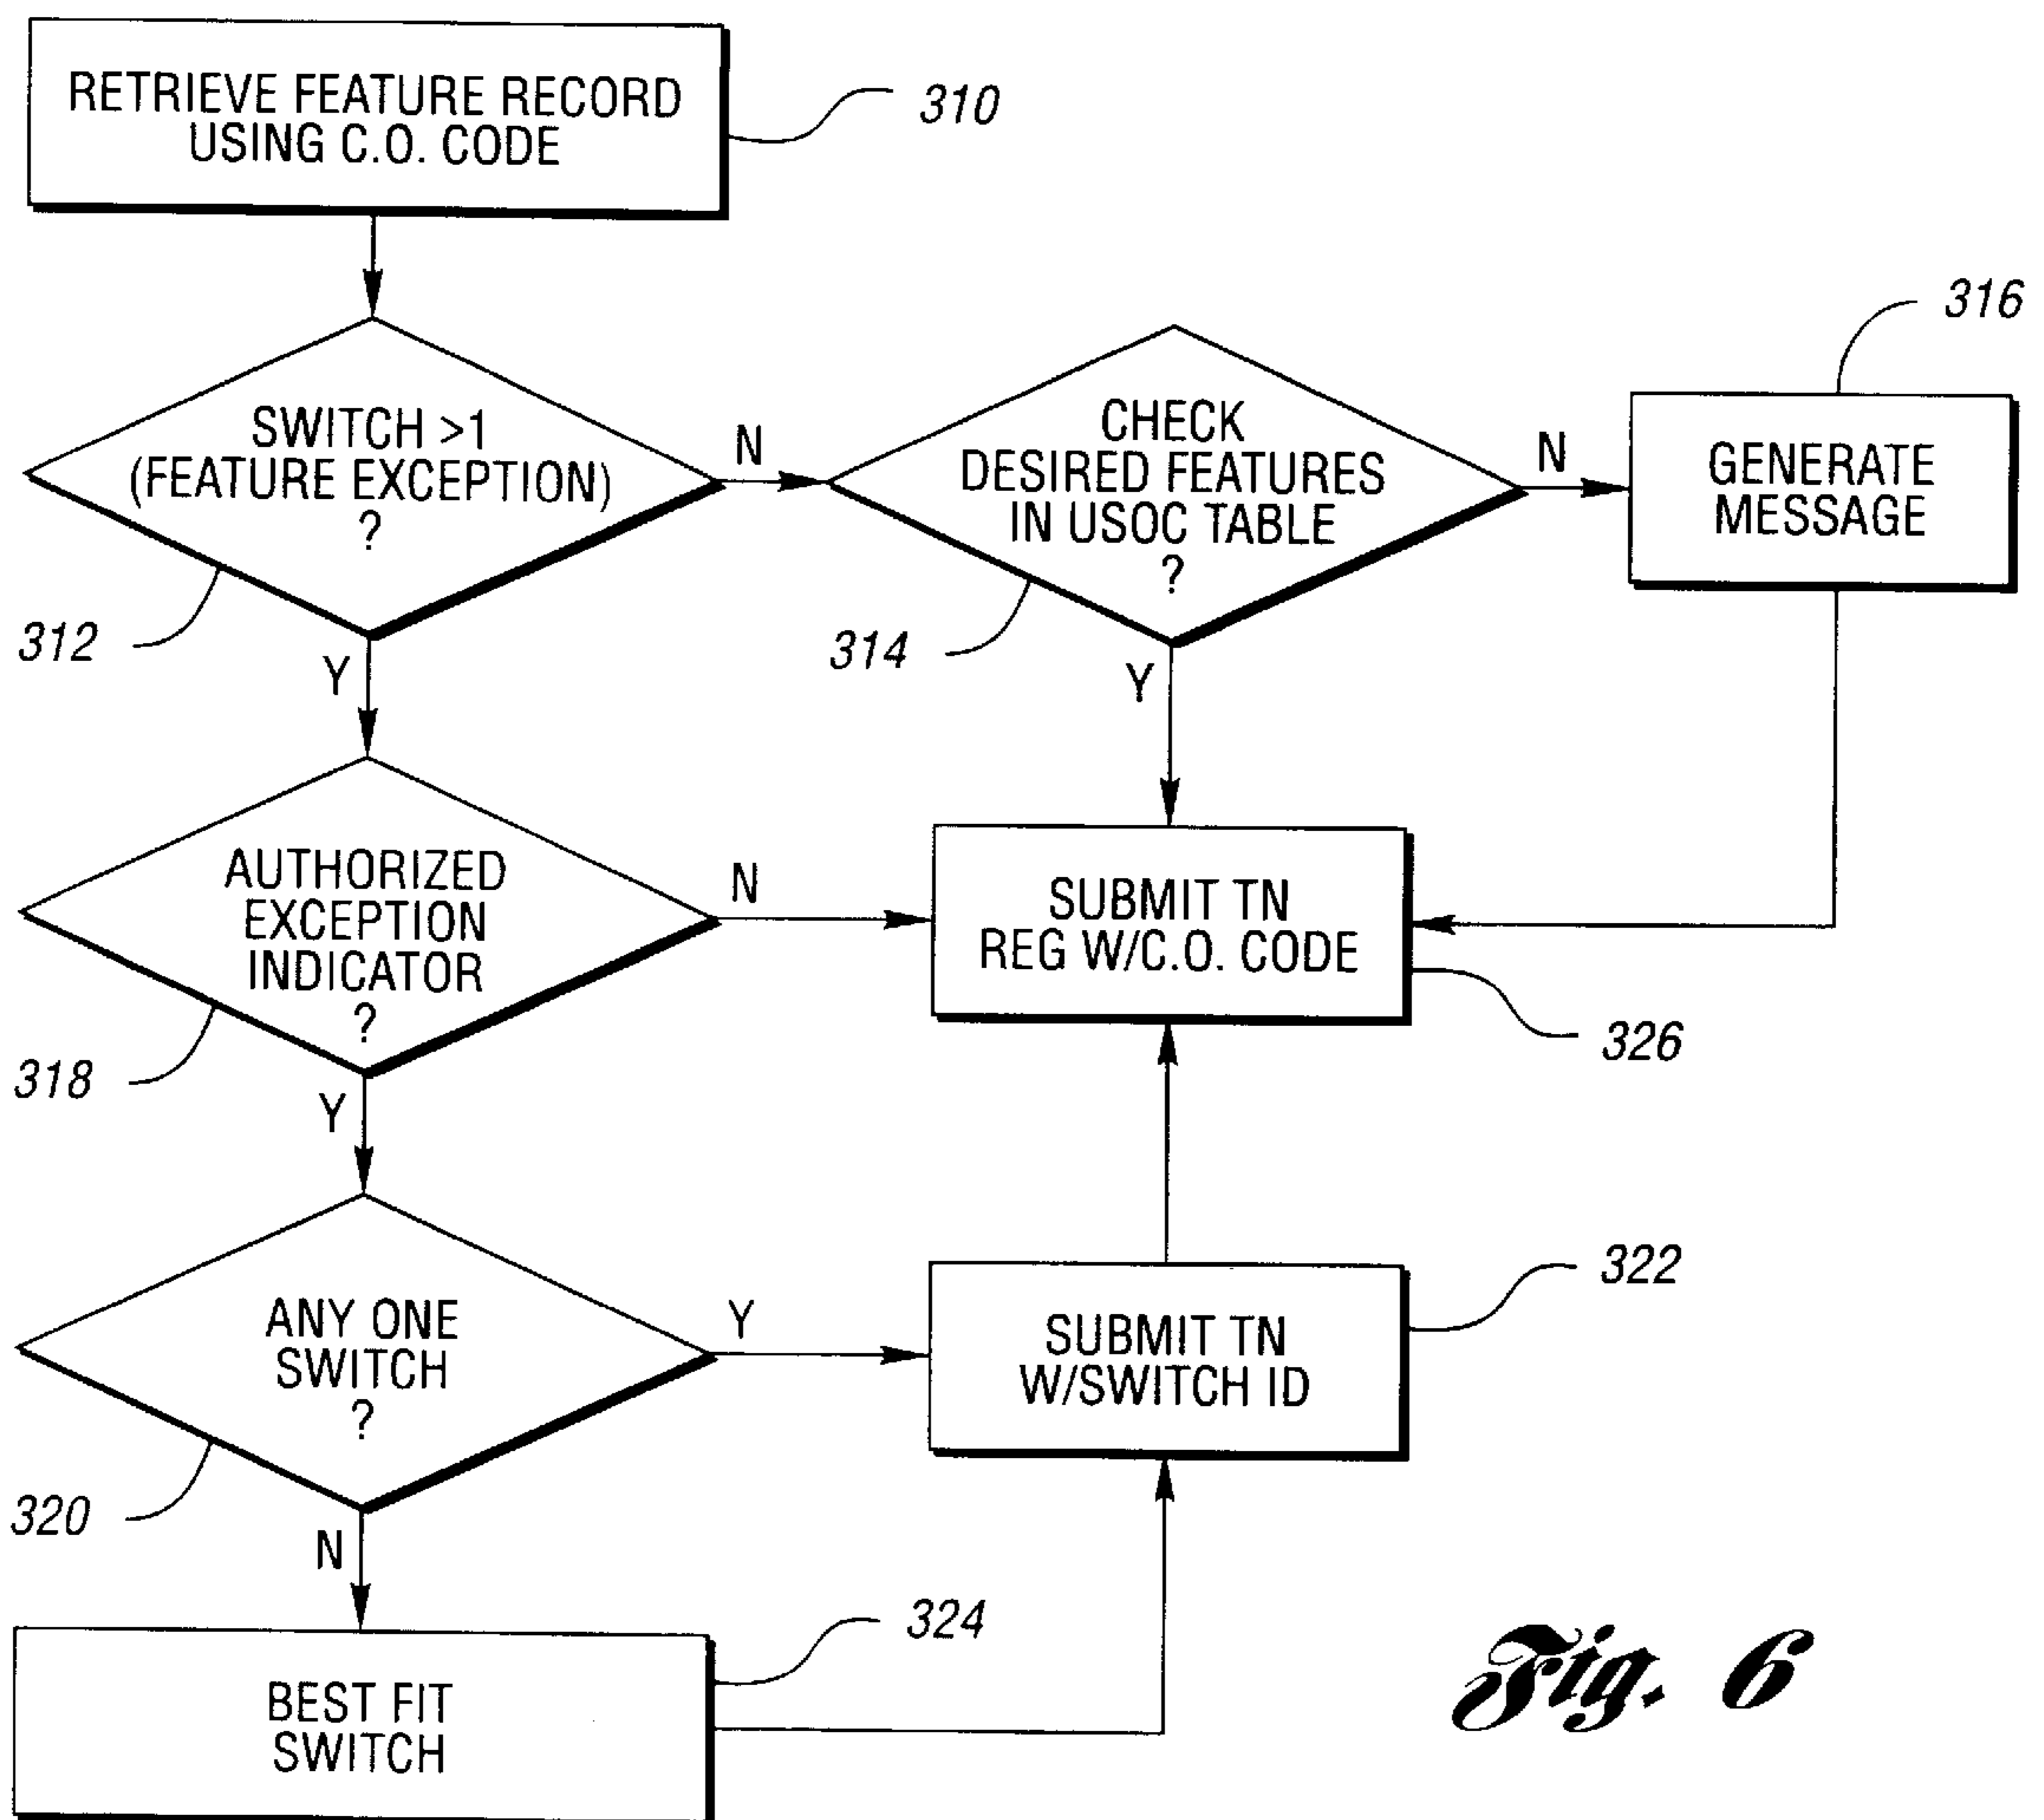 RETRIEVE FEATURE RECORD
USING C.O. CODE
310
SWITCH >1
(FEATURE EXCEPTION)
?
312
N
CHECK
DESIRED FEATURES
IN USOC TABLE
?
314
N
GENERATE
MESSAGE
316
Y
Y
AUTHORIZED
EXCEPTION
INDICATOR
?
318
N
SUBMIT TN
REG W/C.O. CODE
326
Y
ANY ONE
SWITCH
?
320
Y
SUBMIT TN
W/SWITCH ID
322
N
BEST FIT
SWITCH
324
Fig. 6